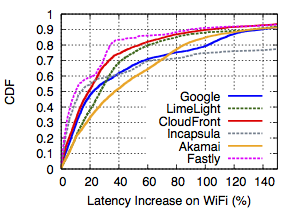 CDF
1
0.9
0.8
0.7
0.6
0.5
0.4
0.3
0.2
0.1
0
Google
LimeLight
CloudFront
Incapsula
Akamai
Fastly
0 20 40 60 80 100 120 140
Latency Increase on WiFi (%)